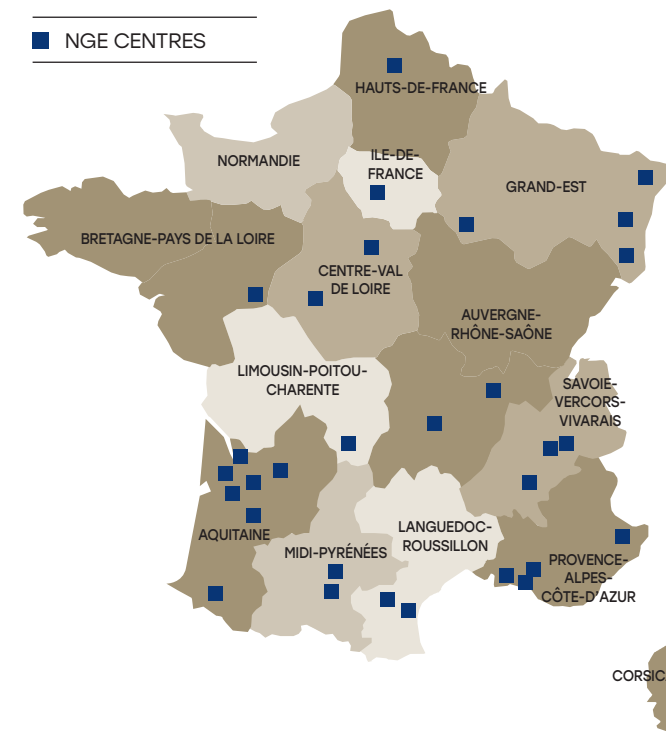 NGE CENTRES
HAUTS-DE-FRANCE
NORMANDIE
ILE-DE-
FRANCE
GRAND-EST
BRETAGNE-PAYS DE LA LOIRE
CENTRE-VAL
DE LOIRE
AUVERGNE-
RHÔNE-SAÔNE
LIMOUSIN-POITOU-
CHARENTE
SAVOIE-
VERCORS-
VIVARAIS
AQUITAINE
MIDI-PYRÉNÉES
LANGUEDOC-
ROUSSILLON
PROVENCE-
ALPES-
CÔTE-D'AZUR
CORSIC